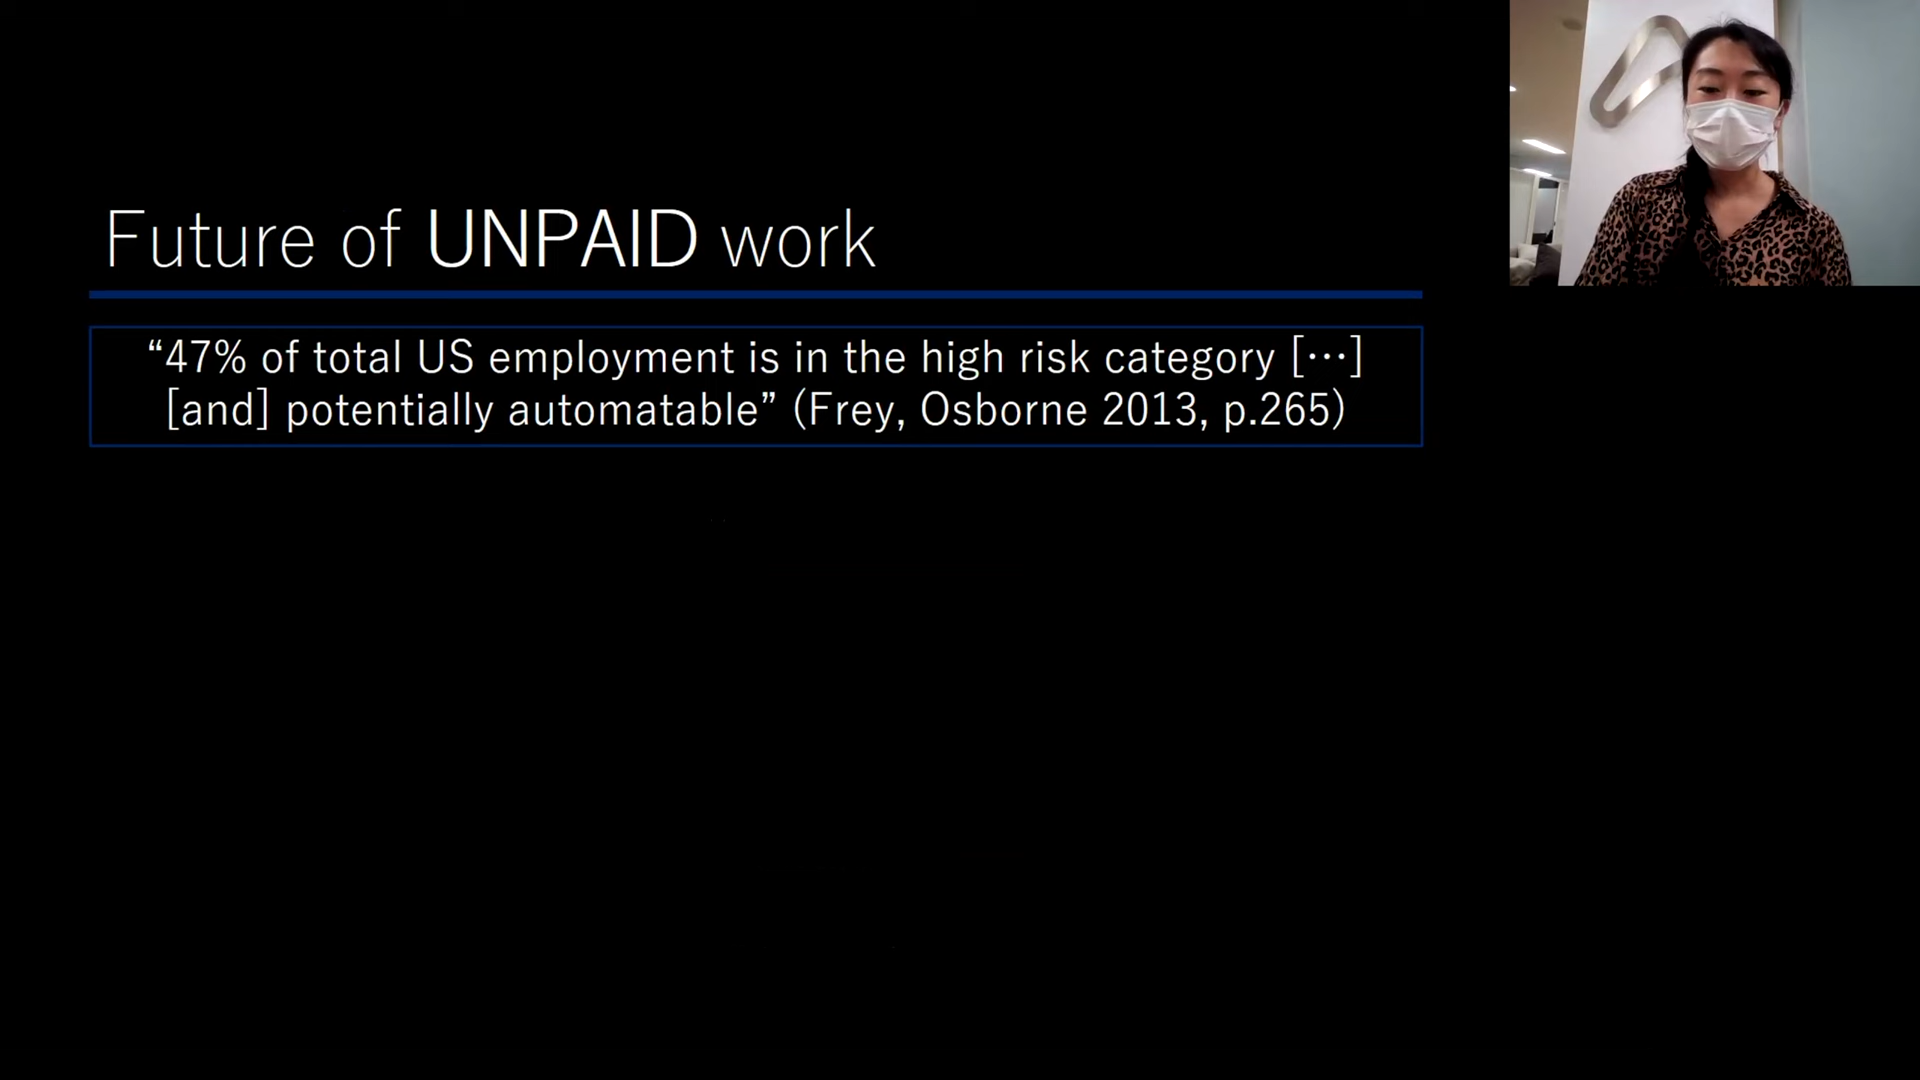 Future of UNPAID work
“47% of total US employment is in the high risk category [⋯]
[and] potentially automatable” (Frey, Osborne 2013, p.265)